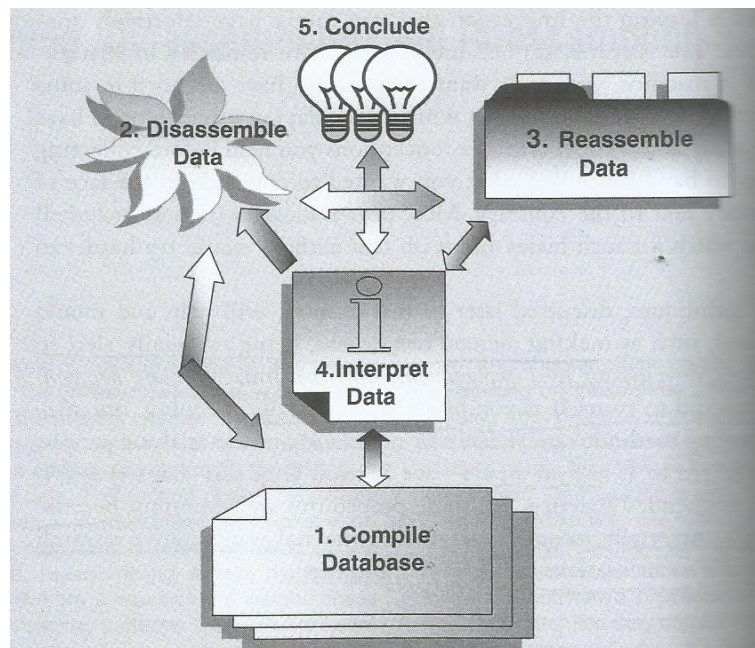 5. Conclude
2. Disassemble
Data
3. Reassemble
Data
i
4.Interpret
Data
1. Compile
Database